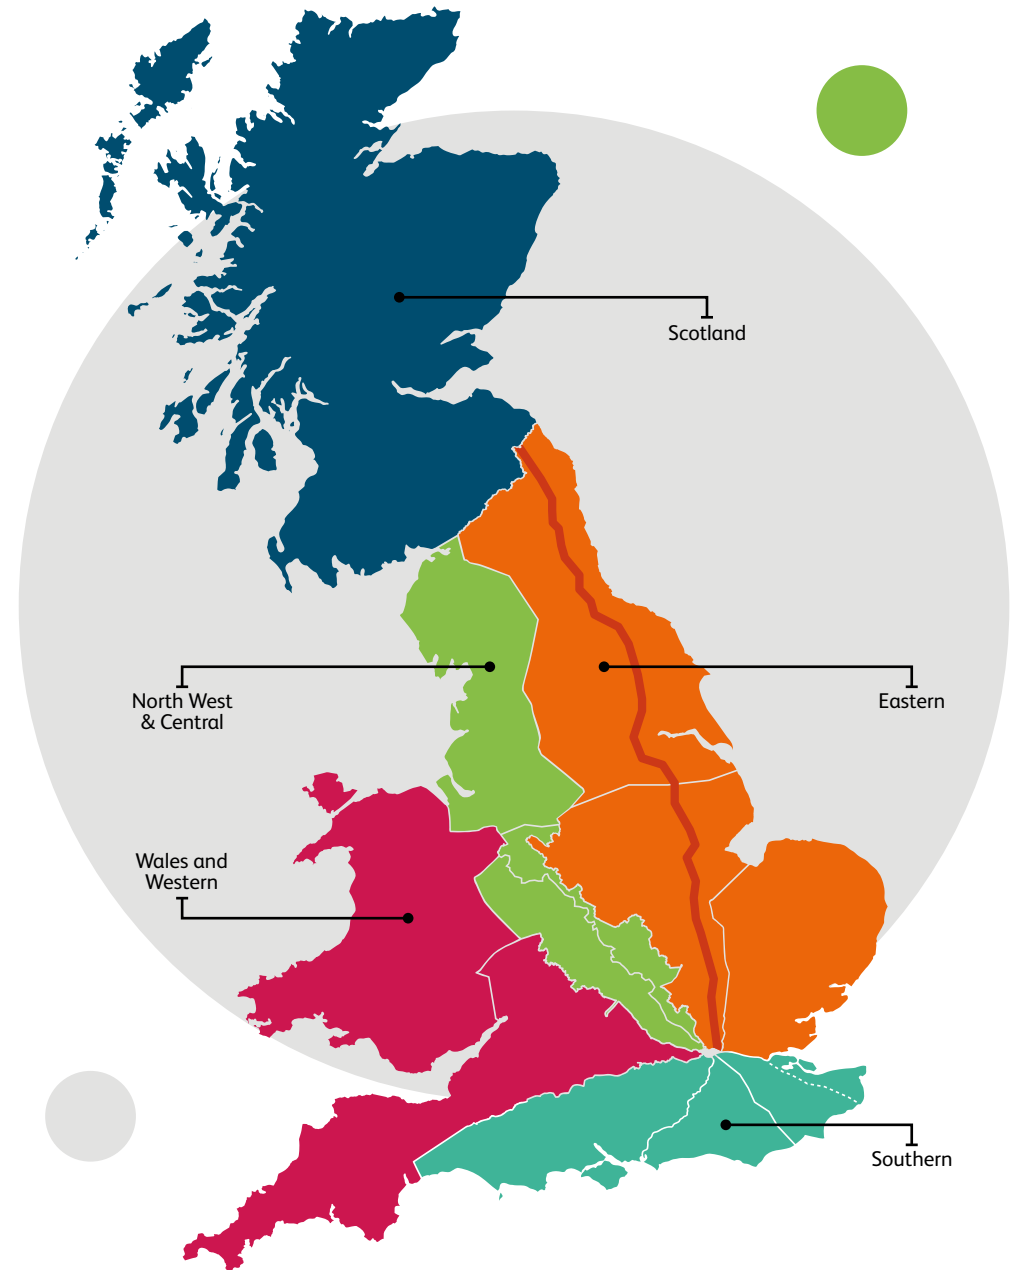 Scotland
North West
& Central
Eastern
Wales and
Western
Southern